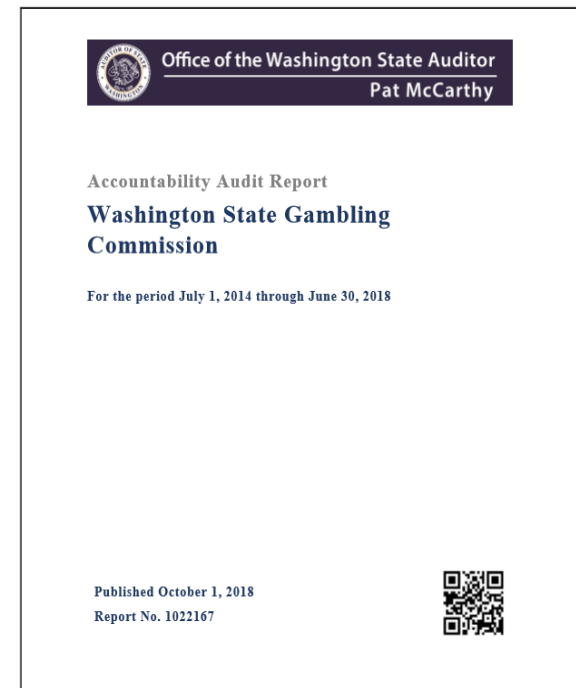 Office of the Washington State Auditor
Pat McCarthy
Accountability Audit Report
Washington State Gambling
Commission
For the period July 1, 2014 through June 30, 2018
Published October 1, 2018
Report No. 1022167